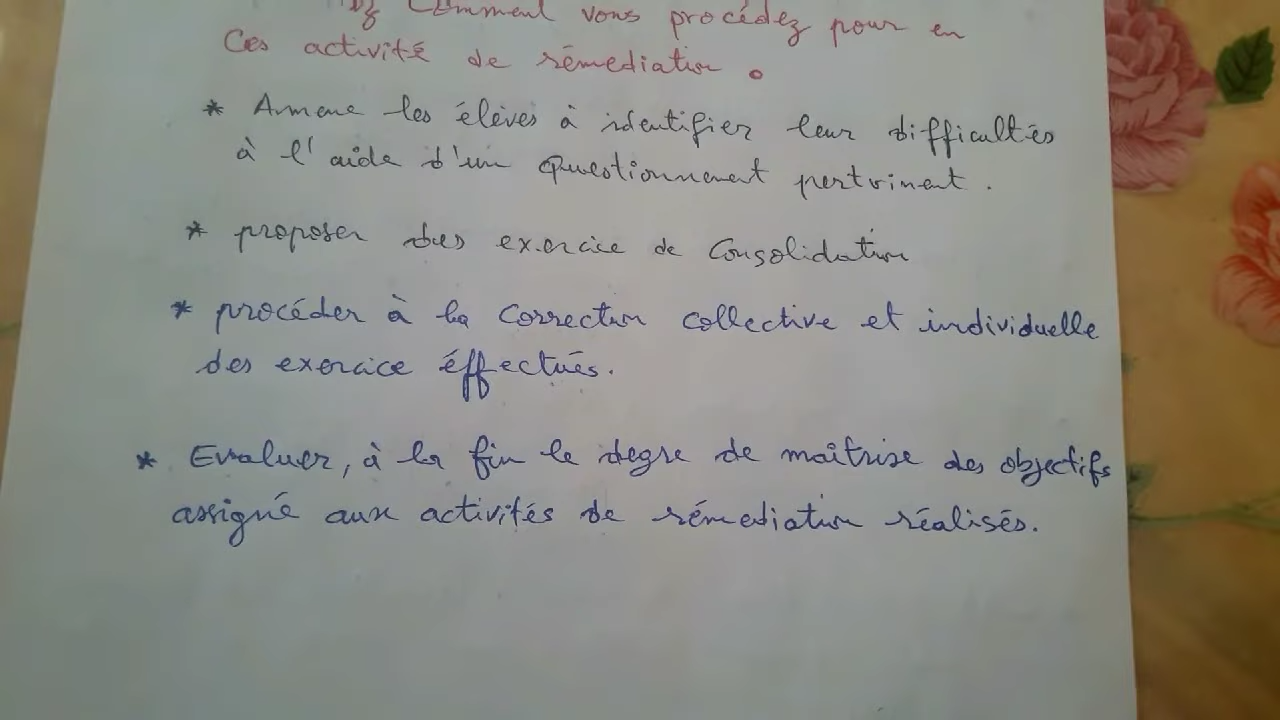 Comment vous procédez pour en
Ces activité de rémediation.
* Amene les élèves à identifier leur difficultés
à l'aide d'un questionnement pertinent.
* proposer des exercice de Consolidation
* procéder à la correction collective et individuelle
des exercice éffectués.
* Evaluer, à la fin le degre de maîtrise des objectifs
assigné aux activités de rémediation réalisés.